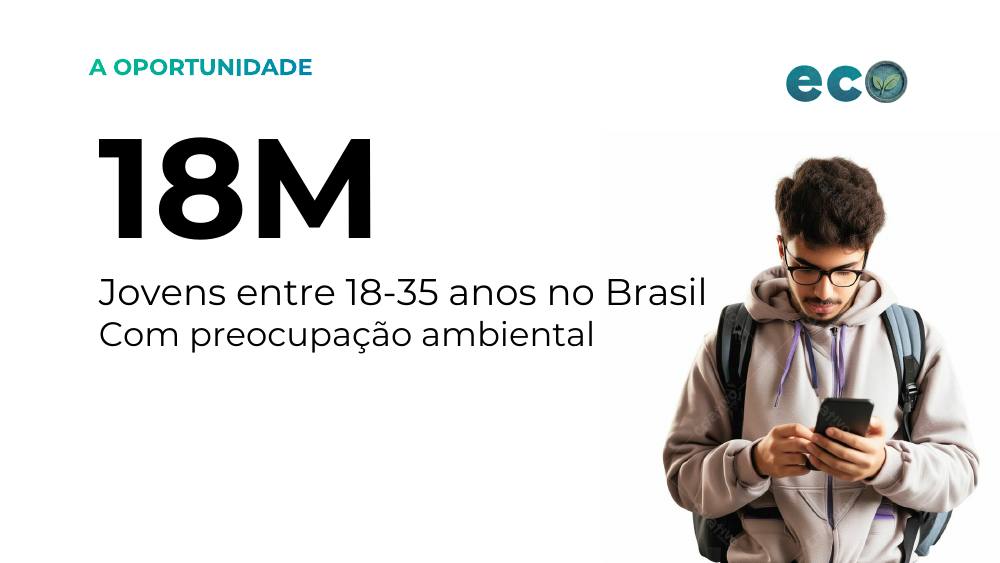 A OPORTUNIDADE
eco
18M
Jovens entre 18-35 anos no Brasil
Com preocupação ambiental